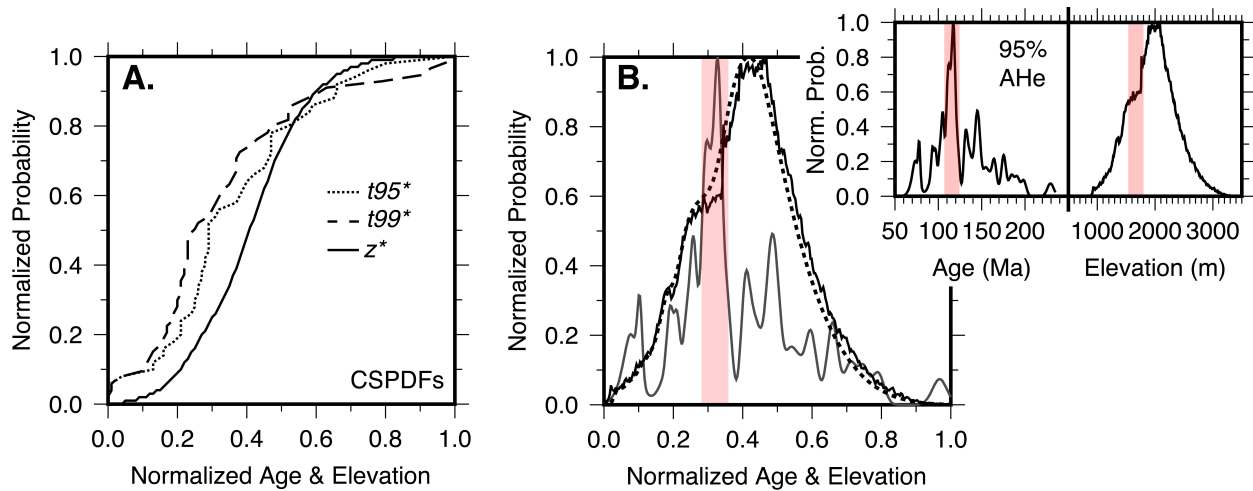 A.
1.0
0.8
0.6
0.4
0.2
0.0
Normalized Probability
t95*
t99*
z*
CSPDFs
0.0 0.2 0.4 0.6 0.8 1.0
Normalized Age & Elevation
B.
1.0
0.8
0.6
0.4
0.2
0.0
Normalized Probability
0.0 0.2 0.4 0.6 0.8 1.0
Normalized Age & Elevation
1.0
0.8
0.6
0.4
0.2
0.0
Norm. Prob.
95%
AHe
50 100 150 200
Age (Ma)
1000 2000 3000
Elevation (m)